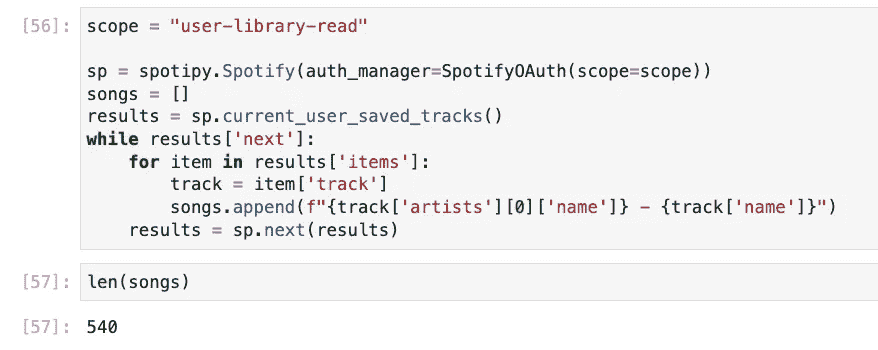 [56]: scope = "user-library-read"
sp = spotipy.Spotify(auth_manager=SpotifyOAuth(scope=scope))
songs = []
results = sp.current_user_saved_tracks()
while results['next']:
    for item in results['items']:
        track = item['track']
        songs.append(f"{track['artists'][0]['name']} - {track['name']}")
    results = sp.next(results)
[57]: len(songs)
[57]: 540